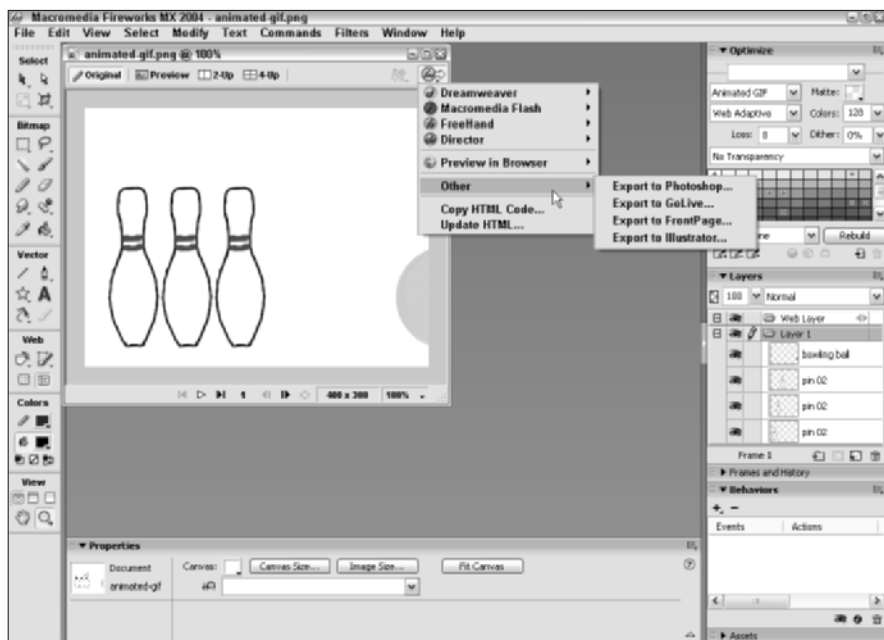 Macromedia Fireworks MX 2004 - animated-gif.png
File Edit View Select Modify Text Commands Filters Window Help
Select
Bitmap
Vector
Web
Colors
View
animated-gif.png @ 100%
Original Preview 2-Up 4-Up
Dreamweaver
Macromedia Flash
FreeHand
Director
Preview in Browser
Other
Copy HTML Code...
Update HTML...
Export to Photoshop...
Export to GoLive...
Export to FrontPage...
Export to Illustrator...
1 400 x 300 100%
Properties
Document
animated-gif
Canvas: Canvas Size... Image Size... Fit Canvas
Optimize
Animated GIF Matte:
Web Adaptive Colors: 128
Loss: 0 Dither: 0%
No Transparency
Rebuild
Layers
100 Normal
Web Layer
Layer 1
bowling ball
pin 02
pin 02
pin 02
Frame 1
Frames and History
Behaviors
Events Actions
Assets